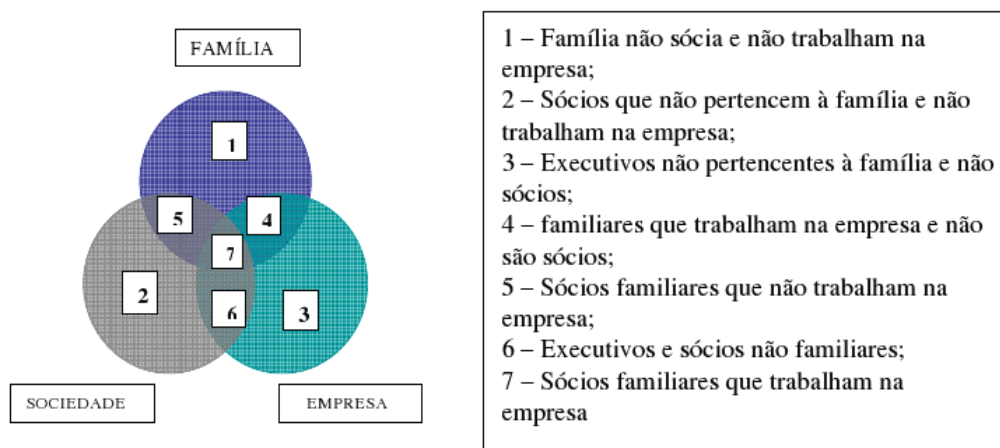 FAMÍLIA
1
5
4
7
2
6
3
SOCIEDADE
EMPRESA
1 – Família não sócia e não trabalham na
empresa;
2 – Sócios que não pertencem à família e não
trabalham na empresa;
3 – Executivos não pertencentes à família e não
sócios;
4 – familiares que trabalham na empresa e não
são sócios;
5 – Sócios familiares que não trabalham na
empresa;
6 – Executivos e sócios não familiares;
7 – Sócios familiares que trabalham na
empresa